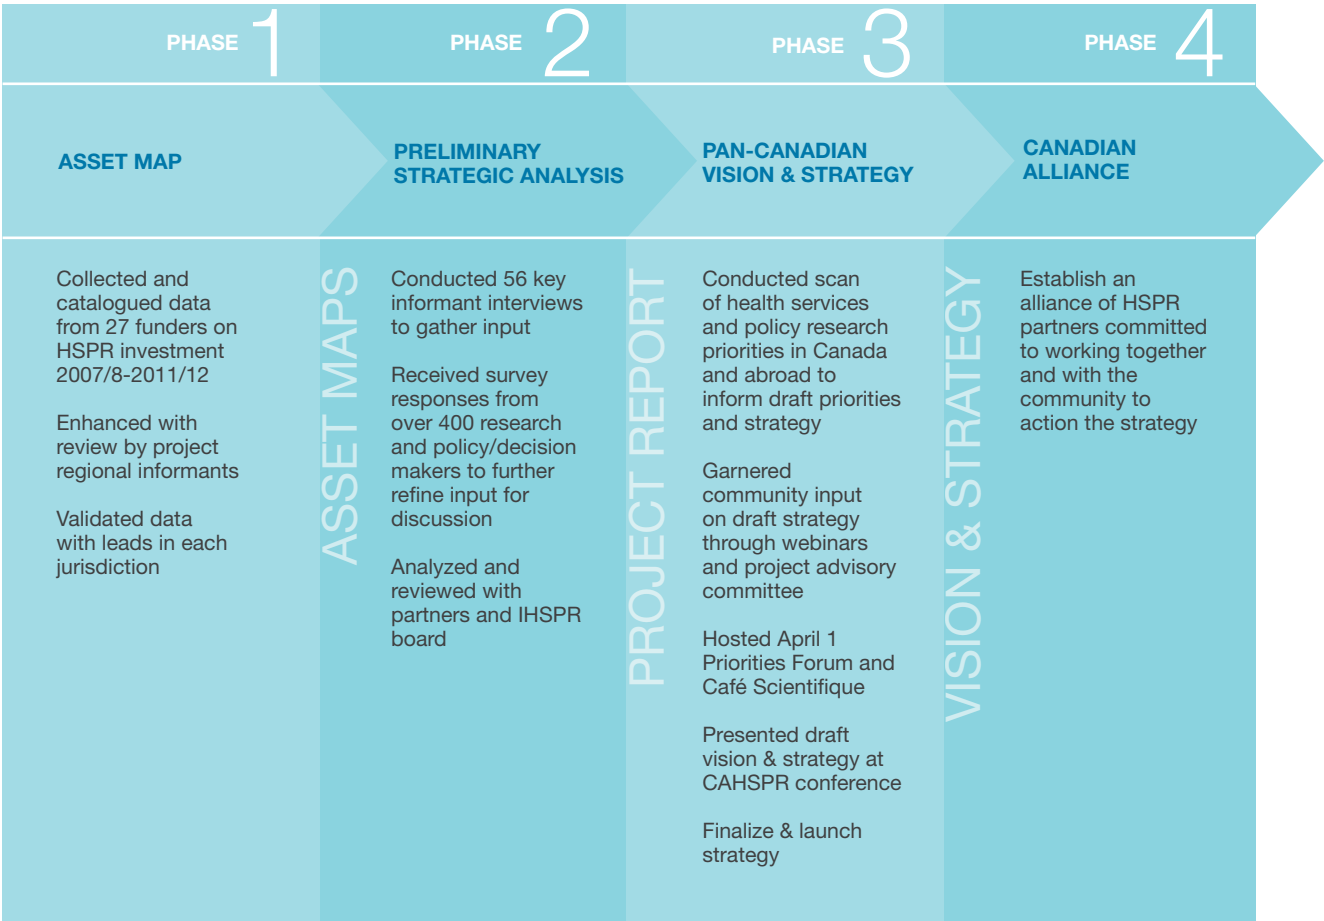 PHASE 1
PHASE 2
PHASE 3
PHASE 4
ASSET MAP
PRELIMINARY
STRATEGIC ANALYSIS
PAN-CANADIAN
VISION & STRATEGY
CANADIAN
ALLIANCE
Collected and
catalogued data
from 27 funders on
HSPR investment
2007/8-2011/12
Enhanced with
review by project
regional informants
Validated data
with leads in each
jurisdiction
ASSET MAPS
Conducted 56 key
informant interviews
to gather input
Received survey
responses from
over 400 research
and policy/decision
makers to further
refine input for
discussion
Analyzed and
reviewed with
partners and IHSPR
board
PROJECT REPORT
Conducted scan
of health services
and policy research
priorities in Canada
and abroad to
inform draft priorities
and strategy
Garnered
community input
on draft strategy
through webinars
and project advisory
committee
Hosted April 1
Priorities Forum and
Café Scientifique
Presented draft
vision & strategy at
CAHSPR conference
Finalize & launch
strategy
VISION & STRATEGY
Establish an
alliance of HSPR
partners committed
to working together
and with the
community to
action the strategy